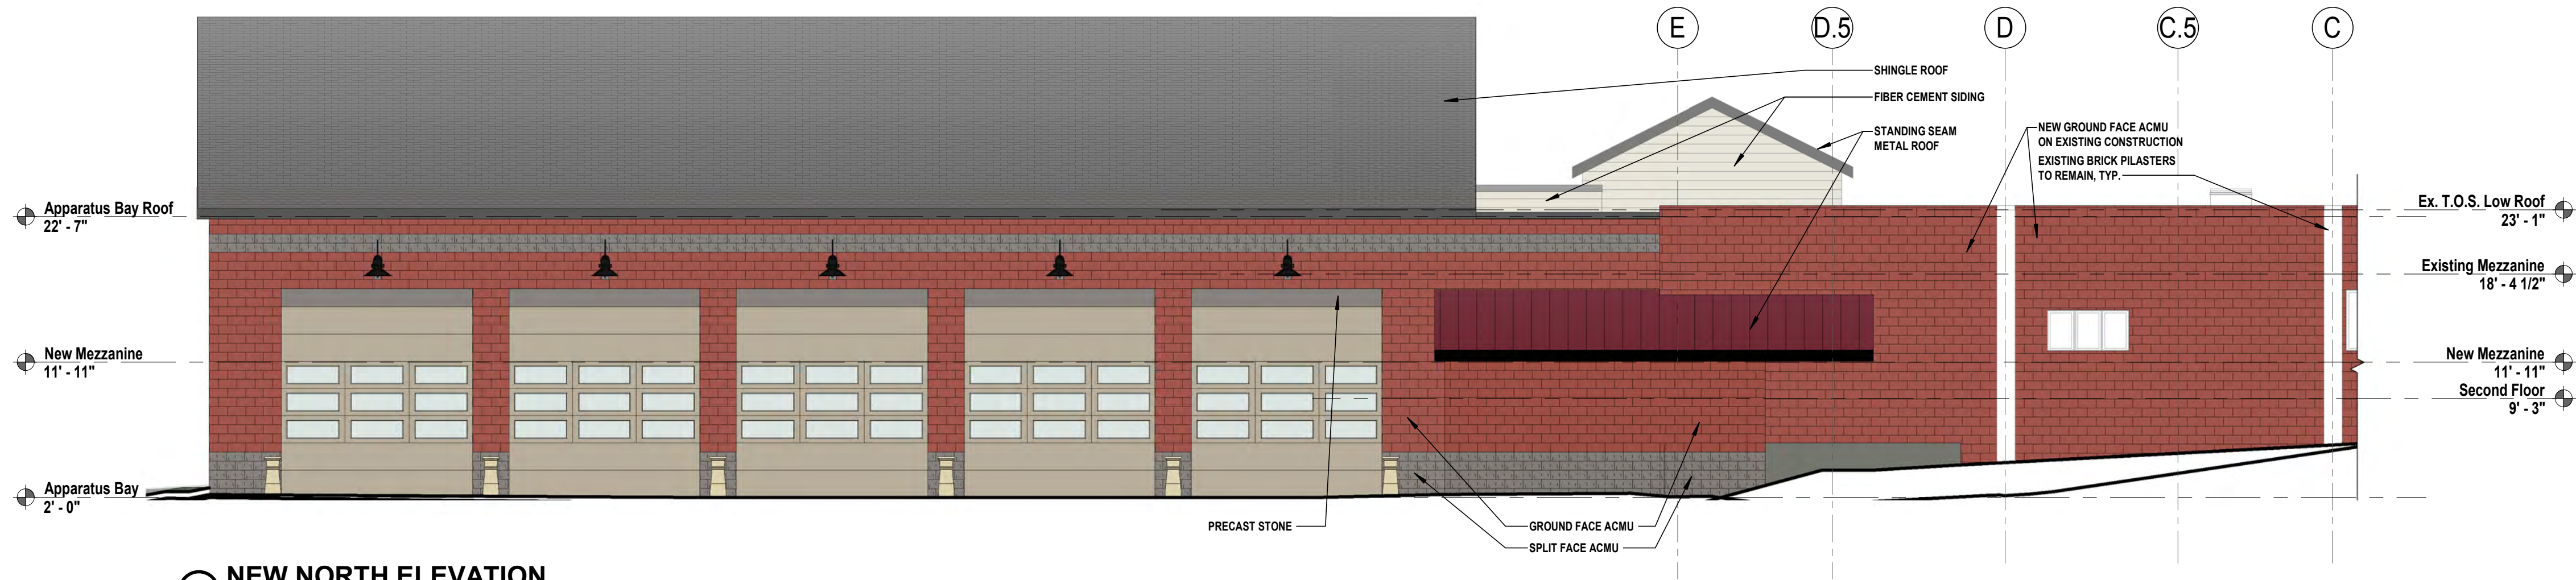 E
D.5
D
C.5
C
SHINGLE ROOF
FIBER CEMENT SIDING
STANDING SEAM
METAL ROOF
NEW GROUND FACE ACMU
ON EXISTING CONSTRUCTION
EXISTING BRICK PILASTERS
TO REMAIN, TYP.
Apparatus Bay Roof
22' - 7"
New Mezzanine
11' - 11"
Apparatus Bay
2' - 0"
Ex. T.O.S. Low Roof
23' - 1"
Existing Mezzanine
18' - 4 1/2"
New Mezzanine
11' - 11"
Second Floor
9' - 3"
PRECAST STONE
GROUND FACE ACMU
SPLIT FACE ACMU
NEW NORTH ELEVATION